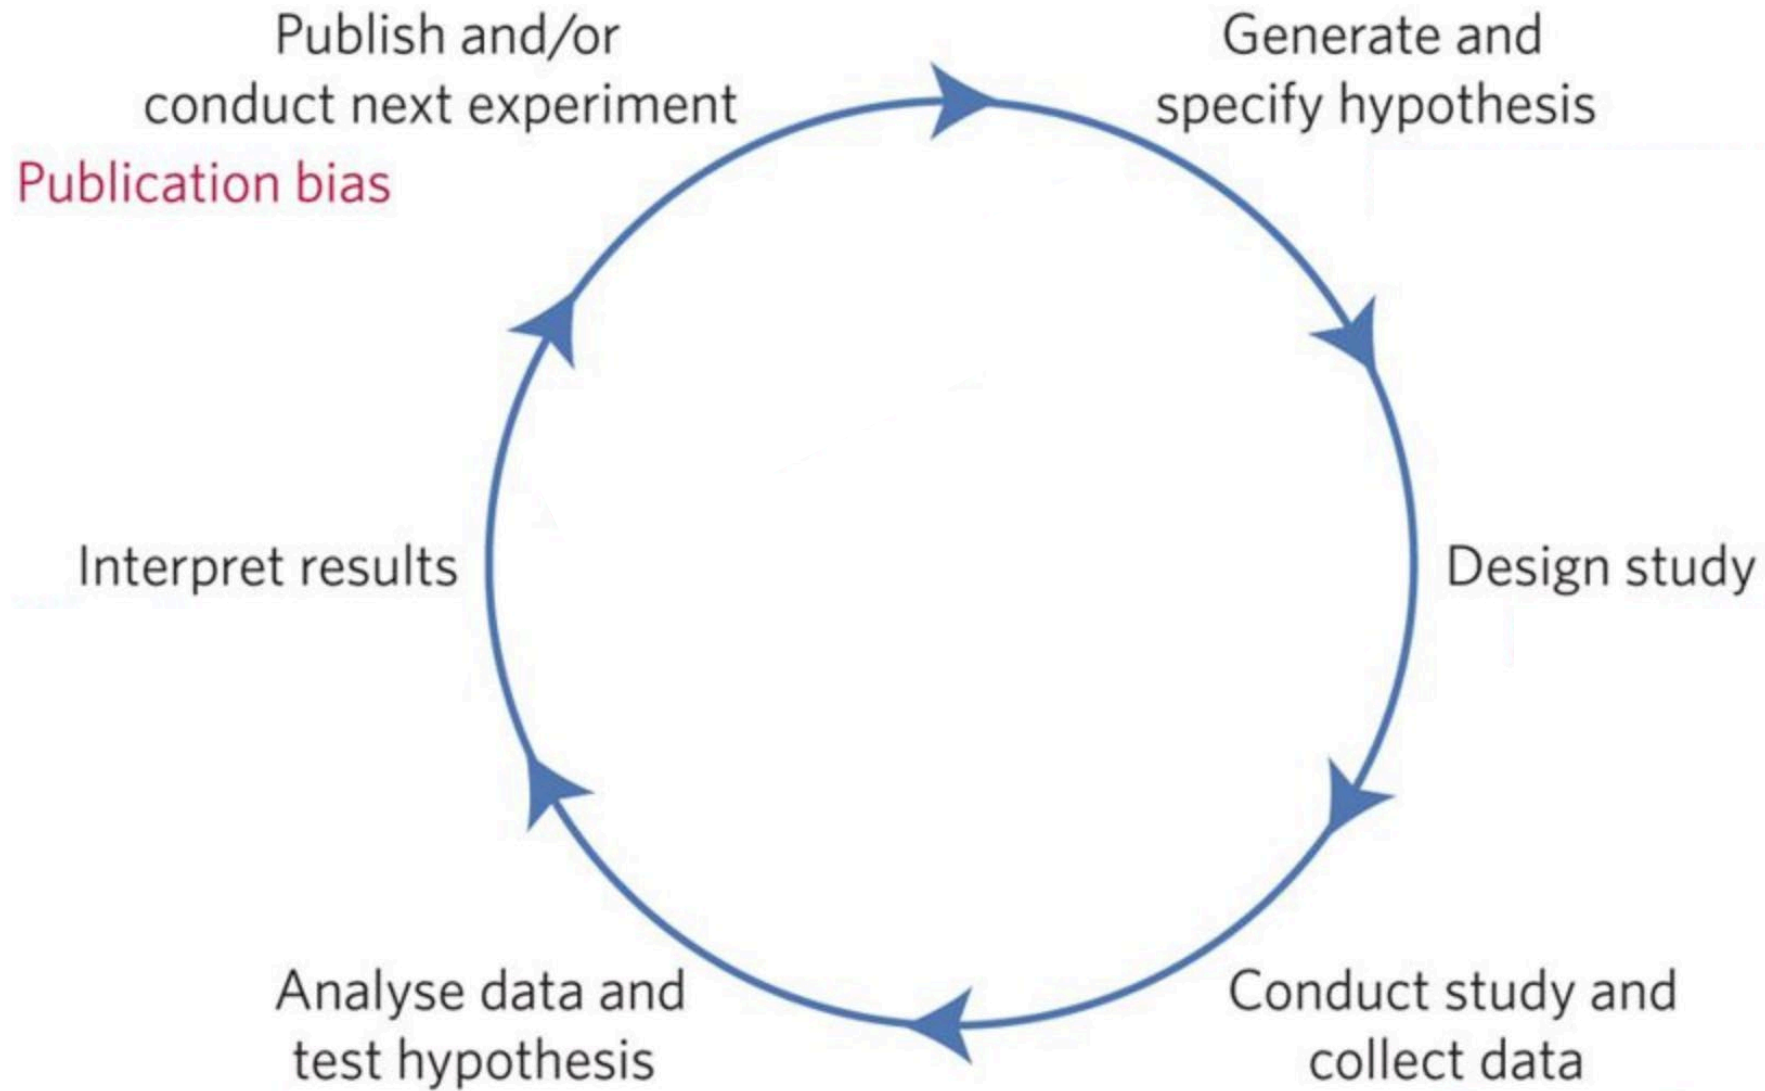 Publish and/or
conduct next experiment
Publication bias
Generate and
specify hypothesis
Interpret results
Design study
Analyse data and
test hypothesis
Conduct study and
collect data